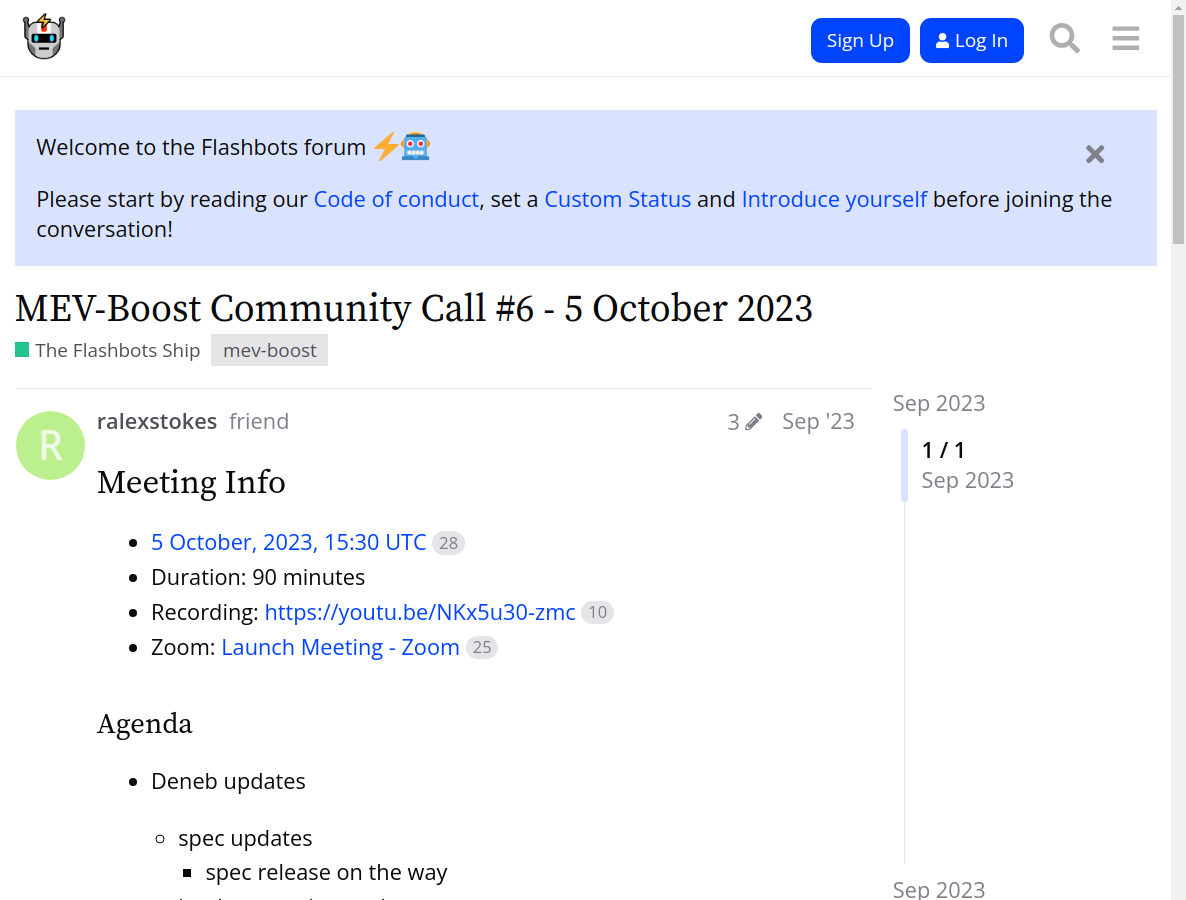 Sign Up
Log In
Welcome to the Flashbots forum
Please start by reading our Code of conduct, set a Custom Status and Introduce yourself before joining the
conversation!
MEV-Boost Community Call #6 - 5 October 2023
The Flashbots Ship mev-boost
ralexstokes friend 3 Sep '23
R
Meeting Info
5 October, 2023, 15:30 UTC 28
Duration: 90 minutes
Recording: https://youtu.be/NKx5u30-zmc 10
Zoom: Launch Meeting - Zoom 25
Agenda
Deneb updates
spec updates
spec release on the way
Sep 2023
1 / 1
Sep 2023
Sep 2023